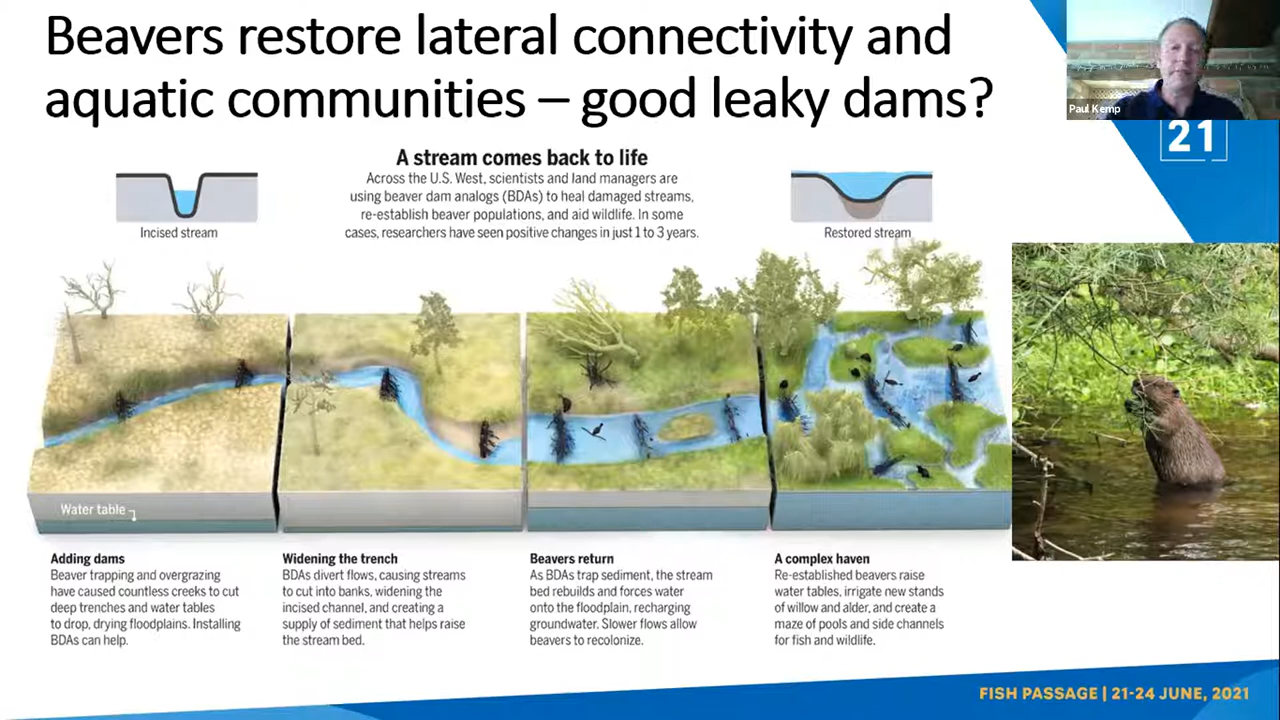 Beavers restore lateral connectivity and
aquatic communities – good leaky dams?
Paul Kemp
21
A stream comes back to life
Across the U.S. West, scientists and land managers are
using beaver dam analogs (BDAs) to heal damaged streams,
re-establish beaver populations, and aid wildlife. In some
cases, researchers have seen positive changes in just 1 to 3 years.
Incised stream
Restored stream
Water table
Adding dams
Beaver trapping and overgrazing
have caused countless creeks to cut
deep trenches and water tables
to drop, drying floodplains. Installing
BDAs can help.
Widening the trench
BDAs divert flows, causing streams
to cut into banks, widening the
incised channel, and creating a
supply of sediment that helps raise
the stream bed.
Beavers return
As BDAs trap sediment, the stream
bed rebuilds and forces water
onto the floodplain, recharging
groundwater. Slower flows allow
beavers to recolonize.
A complex haven
Re-established beavers raise
water tables, irrigate new stands
of willow and alder, and create a
maze of pools and side channels
for fish and wildlife.
FISH PASSAGE | 21-24 JUNE, 2021